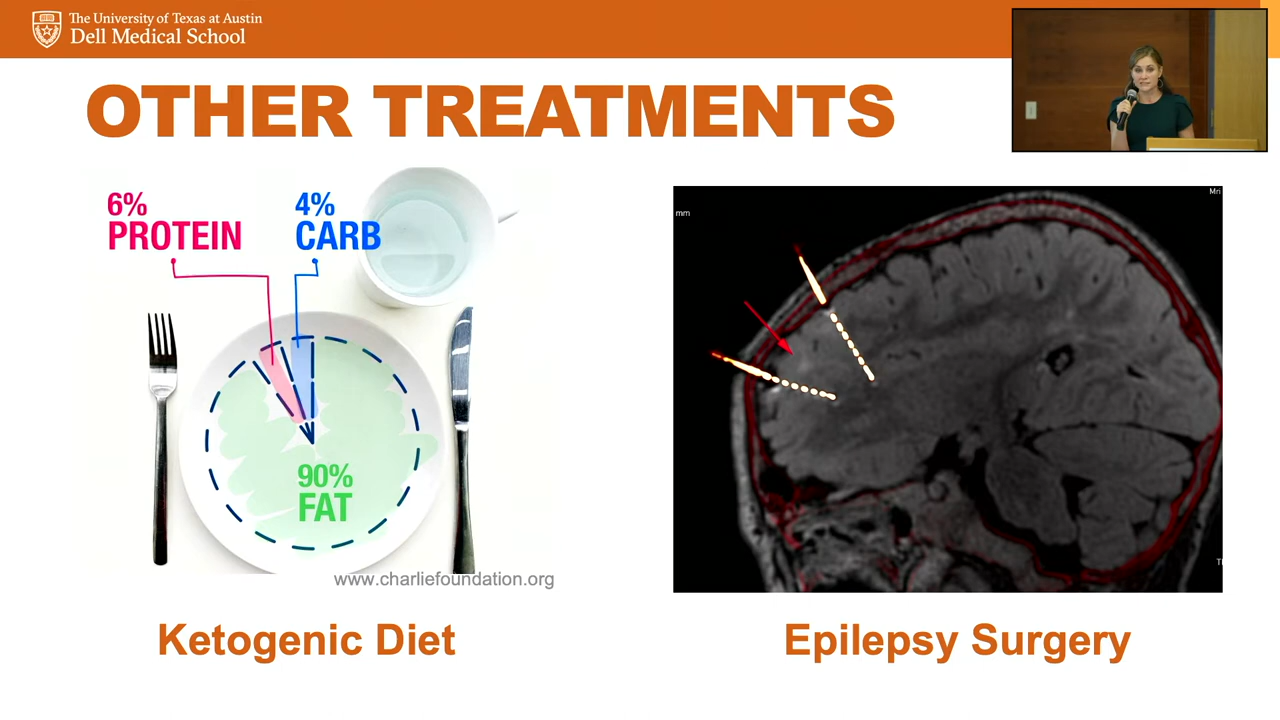 The University of Texas at Austin
Dell Medical School
OTHER TREATMENTS
6%
PROTEIN
4%
CARB
90%
FAT
www.charliefoundation.org
Ketogenic Diet
mm
Mri
Epilepsy Surgery